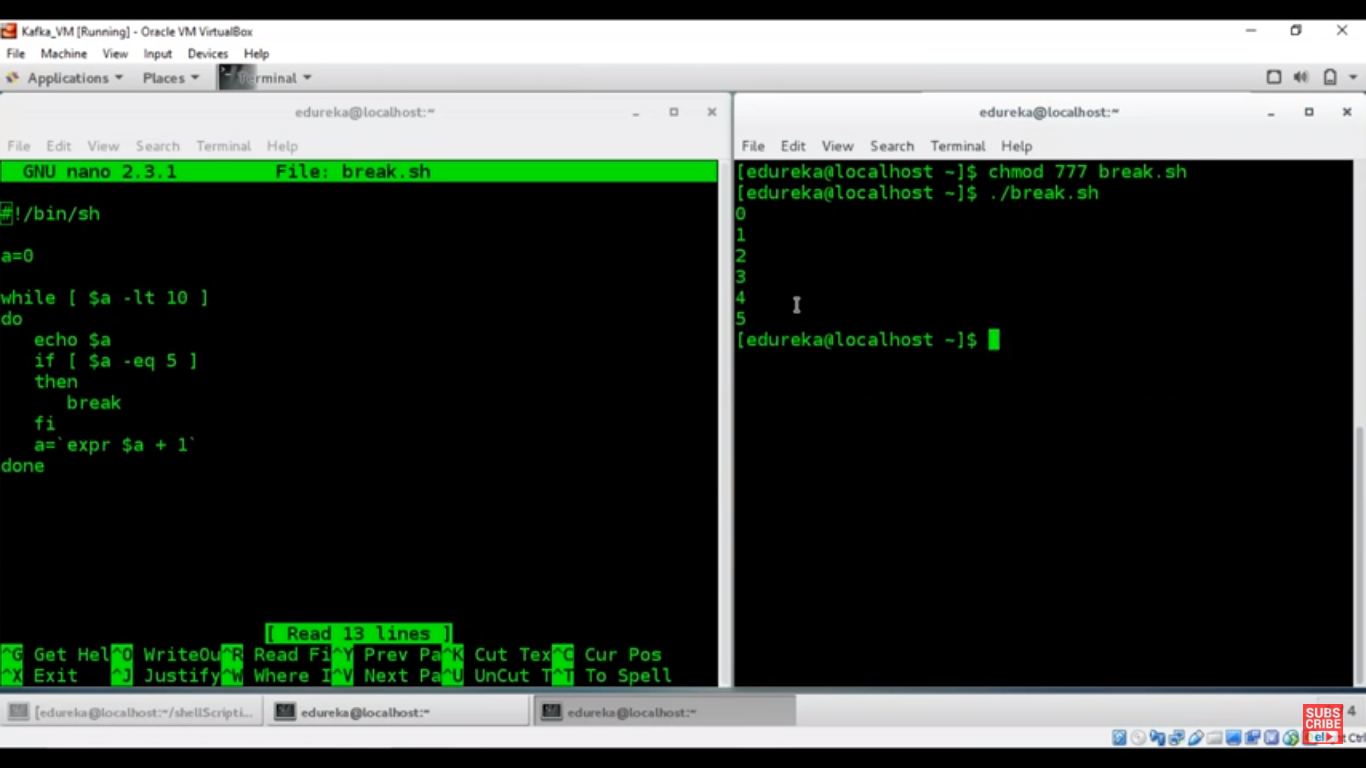 Kafka_VM [Running] - Oracle VM VirtualBox
File Machine View Input Devices Help
Applications Places Terminal
edureka@localhost:~
File Edit View Search Terminal Help
GNU nano 2.3.1 File: break.sh
#!/bin/sh
a=0
while [ $a -lt 10 ]
do
echo $a
if [ $a -eq 5 ]
then
break
fi
a=`expr $a + 1`
done
[ Read 13 lines ]
^G Get Hel^O WriteOu^R Read Fi^Y Prev Pa^K Cut Tex^C Cur Pos
^X Exit ^J Justify^W Where I^V Next Pa^U UnCut T^T To Spell
edureka@localhost:~
File Edit View Search Terminal Help
[edureka@localhost ~]$ chmod 777 break.sh
[edureka@localhost ~]$ ./break.sh
0
1
2
3
4
5
[edureka@localhost ~]$
[edureka@localhost:~/shellScripti... edureka@localhost:~ edureka@localhost:~ 4
SUBS
CRIBE
e!
Ctrl